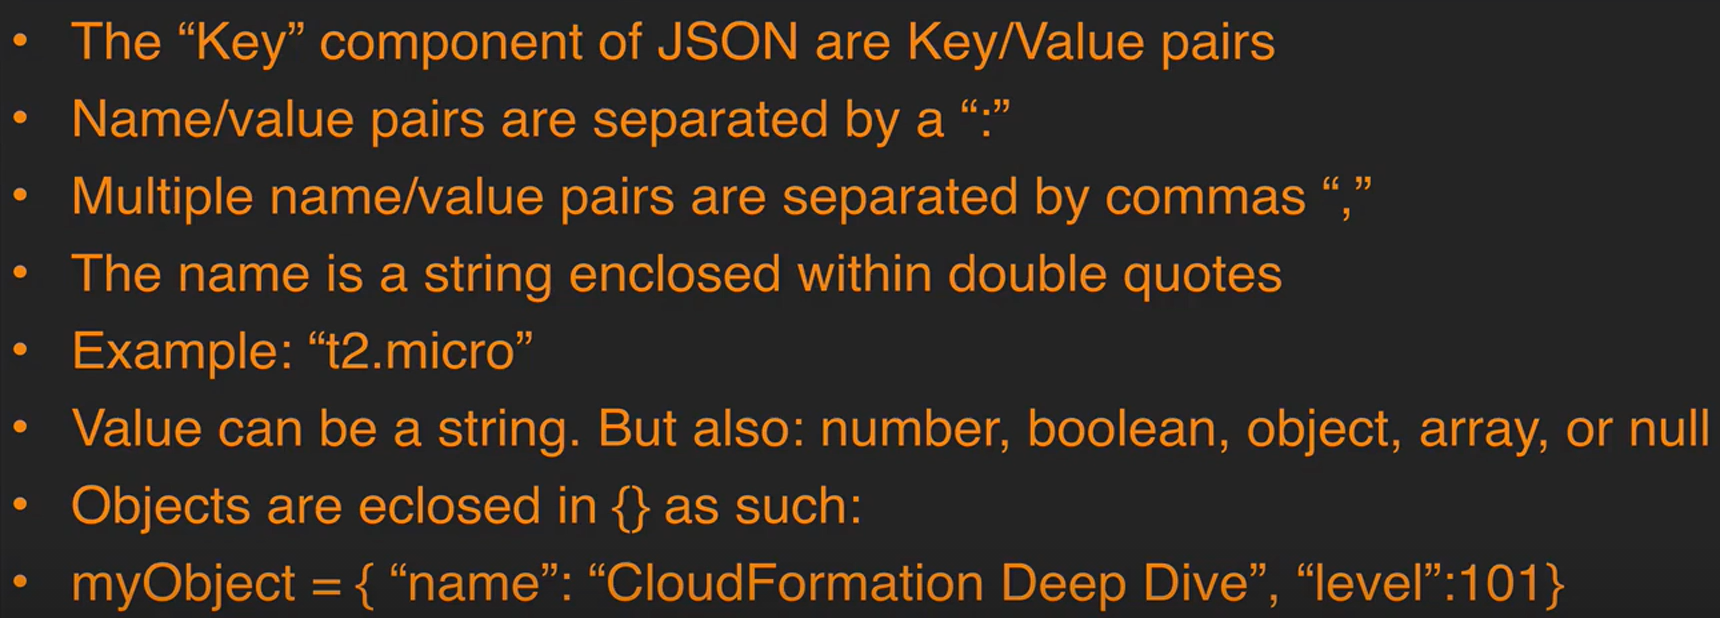 • The “Key” component of JSON are Key/Value pairs
• Name/value pairs are separated by a “:”
• Multiple name/value pairs are separated by commas “,”
• The name is a string enclosed within double quotes
• Example: “t2.micro”
• Value can be a string. But also: number, boolean, object, array, or null
• Objects are eclosed in {} as such:
• myObject = { “name”: “CloudFormation Deep Dive”, “level”:101}